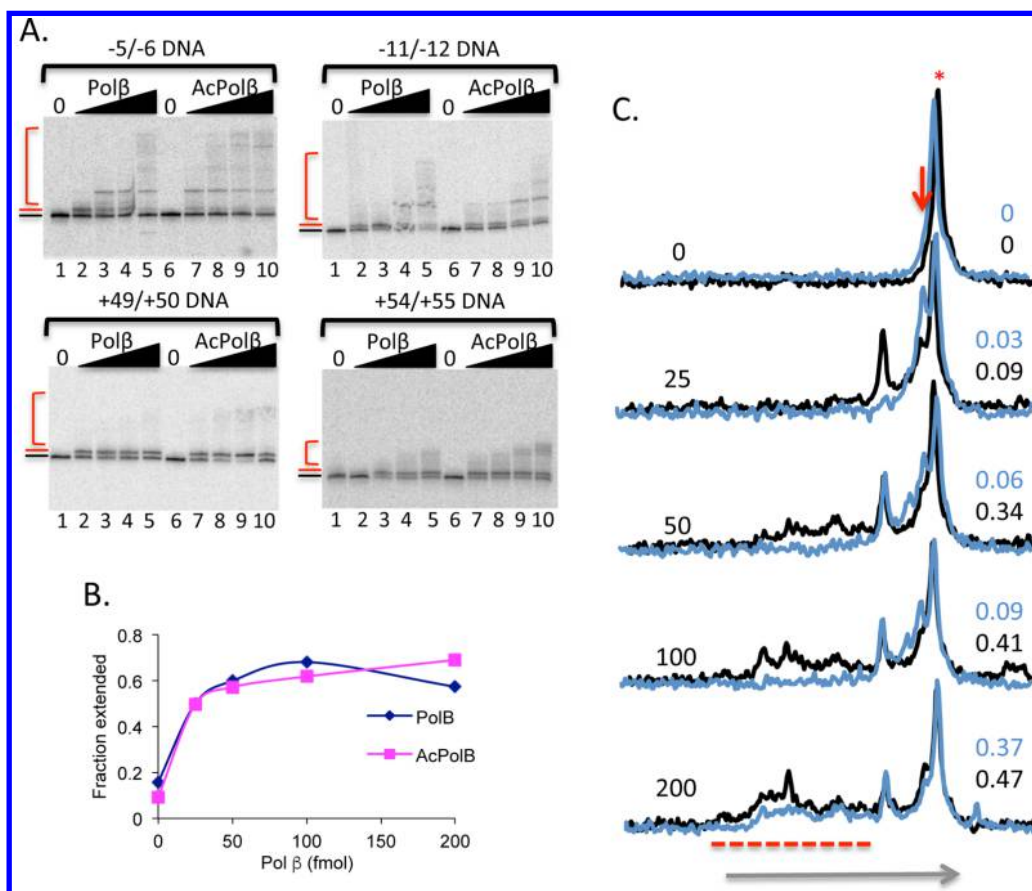 A.
-5/-6 DNA
-11/-12 DNA
0 Polβ 0 AcPolβ
0 Polβ 0 AcPolβ
1 2 3 4 5 6 7 8 9 10
1 2 3 4 5 6 7 8 9 10
+49/+50 DNA
+54/+55 DNA
0 Polβ 0 AcPolβ
0 Polβ 0 AcPolβ
1 2 3 4 5 6 7 8 9 10
1 2 3 4 5 6 7 8 9 10
B.
Fraction extended
0.8
0.6
0.4
0.2
0
0 50 100 150 200
Pol β (fmol)
PolB
AcPolB
C.
*
0
0
0
25
0.03
0.09
50
0.06
0.34
100
0.09
0.41
200
0.37
0.47